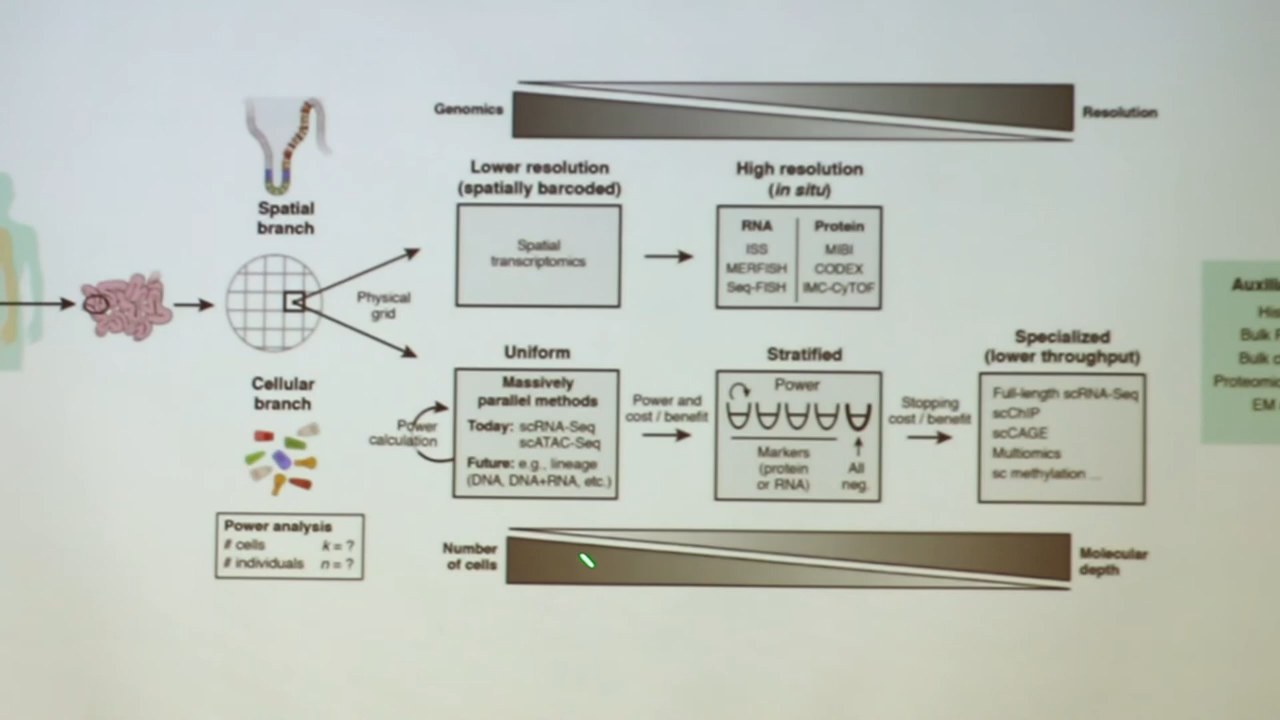 Genomics
Resolution
Lower resolution
(spatially barcoded)
High resolution
(in situ)
Spatial
branch
Spatial
transcriptomics
RNA
Protein
ISS
MIBI
MERFISH
CODEX
Seq-FISH
IMC-CyTOF
Physical
grid
Cellular
branch
Uniform
Massively
parallel methods
Today: scRNA-Seq
scATAC-Seq
Future: e.g., lineage
(DNA, DNA+RNA, etc.)
Power
calculation
Power and
cost / benefit
Stratified
Power
Markers
(protein
or RNA)
All
neg.
Stopping
cost / benefit
Specialized
(lower throughput)
Full-length scRNA-Seq
scChIP
scCAGE
Multiomics
sc methylation ...
Power analysis
# cells k = ?
# individuals n = ?
Number
of cells
Molecular
depth
Bulk
Bulk
EM